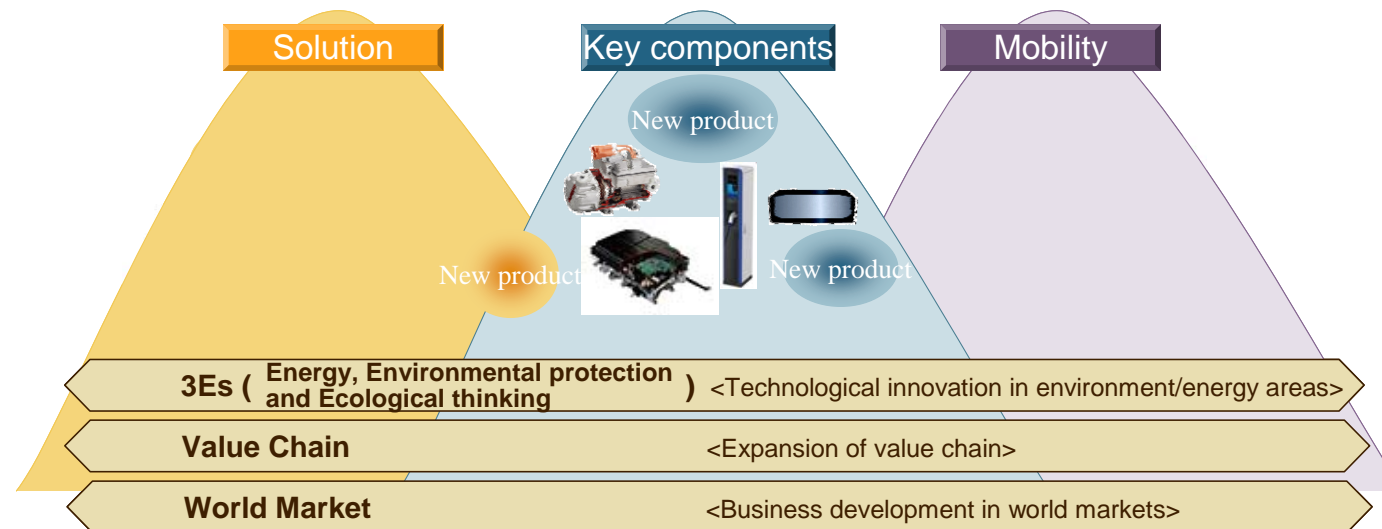 Solution
Key components
Mobility
New product
New product
New product
3Es ( Energy, Environmental protection and Ecological thinking ) <Technological innovation in environment/energy areas>
Value Chain <Expansion of value chain>
World Market <Business development in world markets>